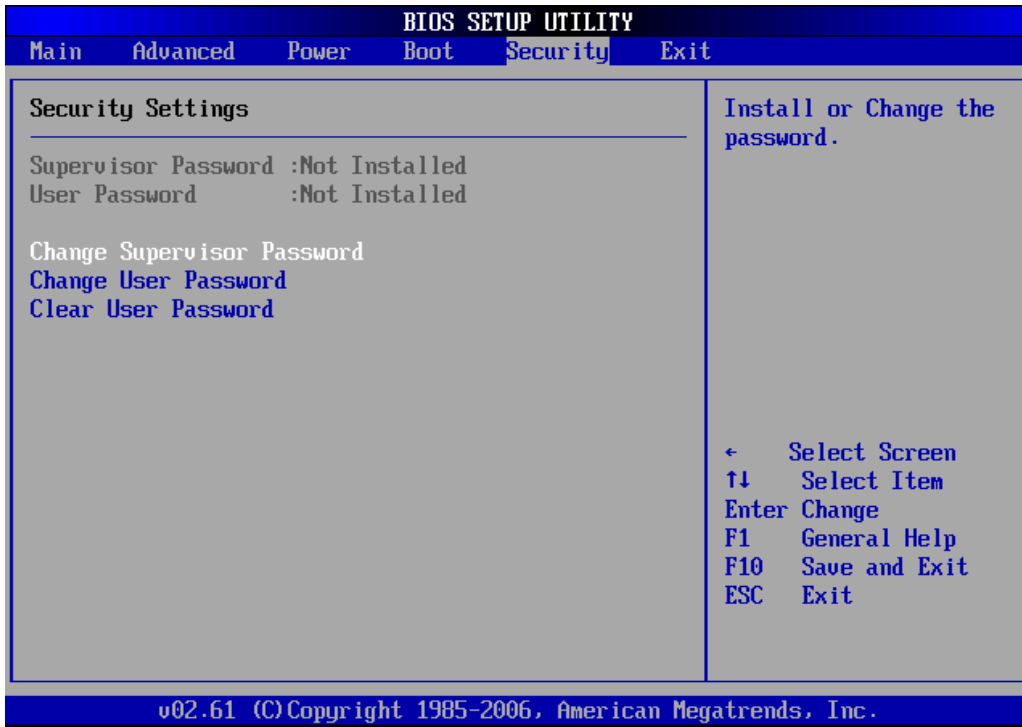 BIOS SETUP UTILITY
Main Advanced Power Boot Security Exit
Security Settings
Supervisor Password :Not Installed
User Password :Not Installed
Change Supervisor Password
Change User Password
Clear User Password
Install or Change the
password.
← Select Screen
↑↓ Select Item
Enter Change
F1 General Help
F10 Save and Exit
ESC Exit
v02.61 (C)Copyright 1985-2006, American Megatrends, Inc.